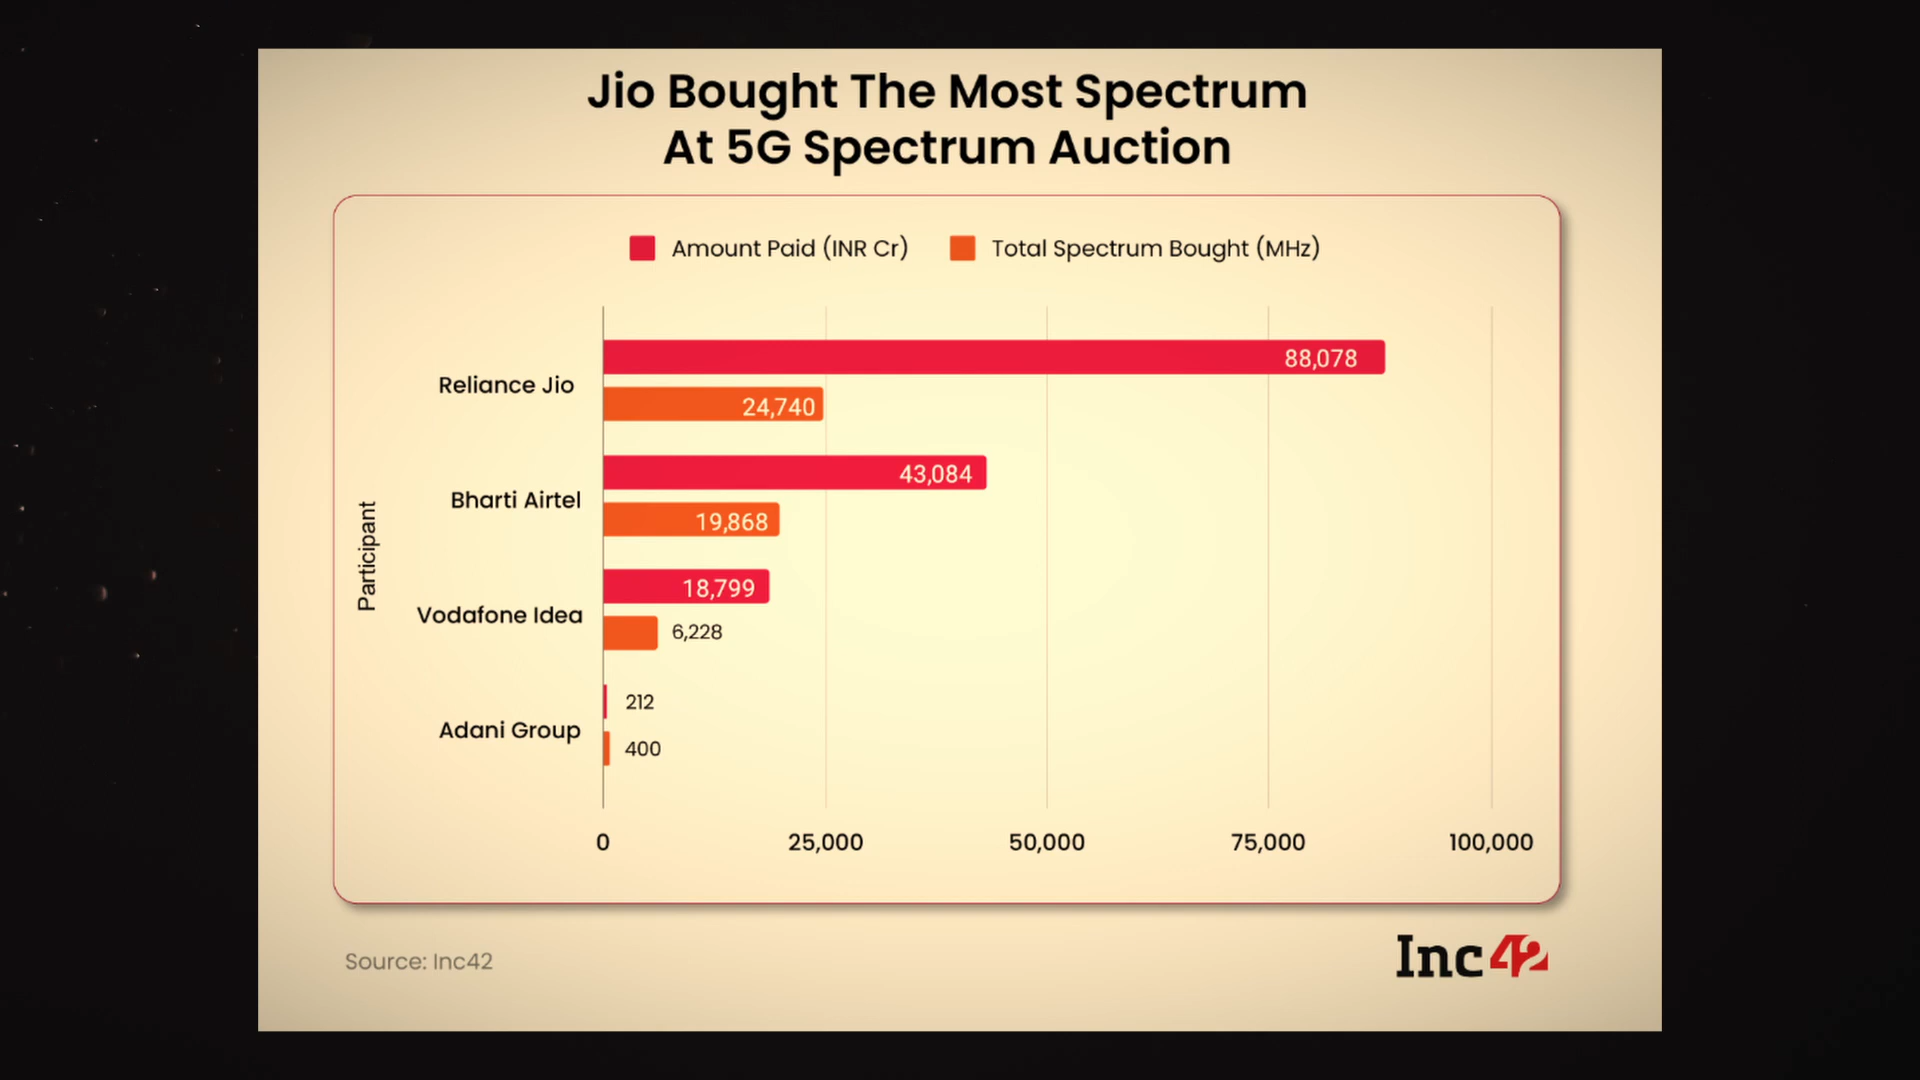 Jio Bought The Most Spectrum
At 5G Spectrum Auction
Amount Paid (INR Cr)
Total Spectrum Bought (MHz)
Participant
Reliance Jio
88,078
24,740
Bharti Airtel
43,084
19,868
Vodafone Idea
18,799
6,228
Adani Group
212
400
0
25,000
50,000
75,000
100,000
Source: Inc42
Inc42